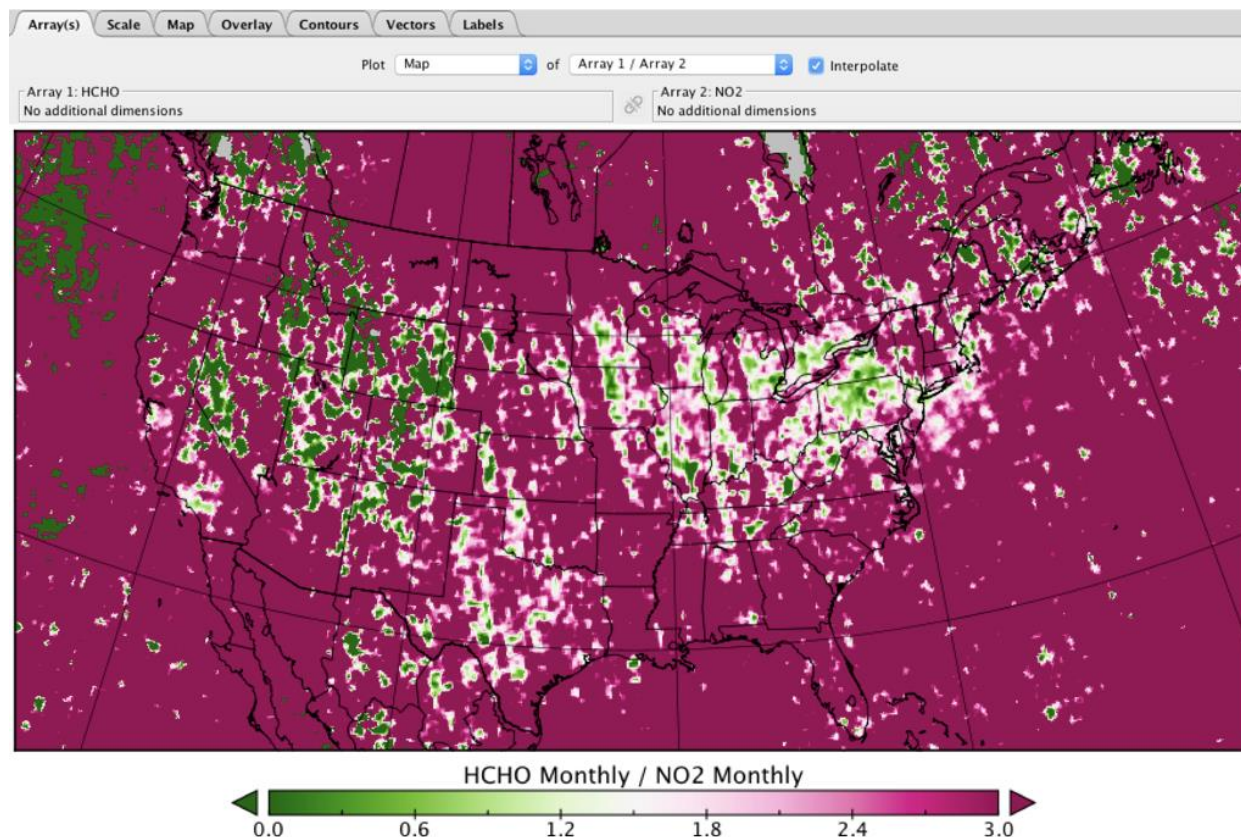 Array(s) Scale Map Overlay Contours Vectors Labels
Plot Map of Array 1 / Array 2 Interpolate
Array 1: HCHO Array 2: NO2
No additional dimensions No additional dimensions
HCHO Monthly / NO2 Monthly
0.0 0.6 1.2 1.8 2.4 3.0